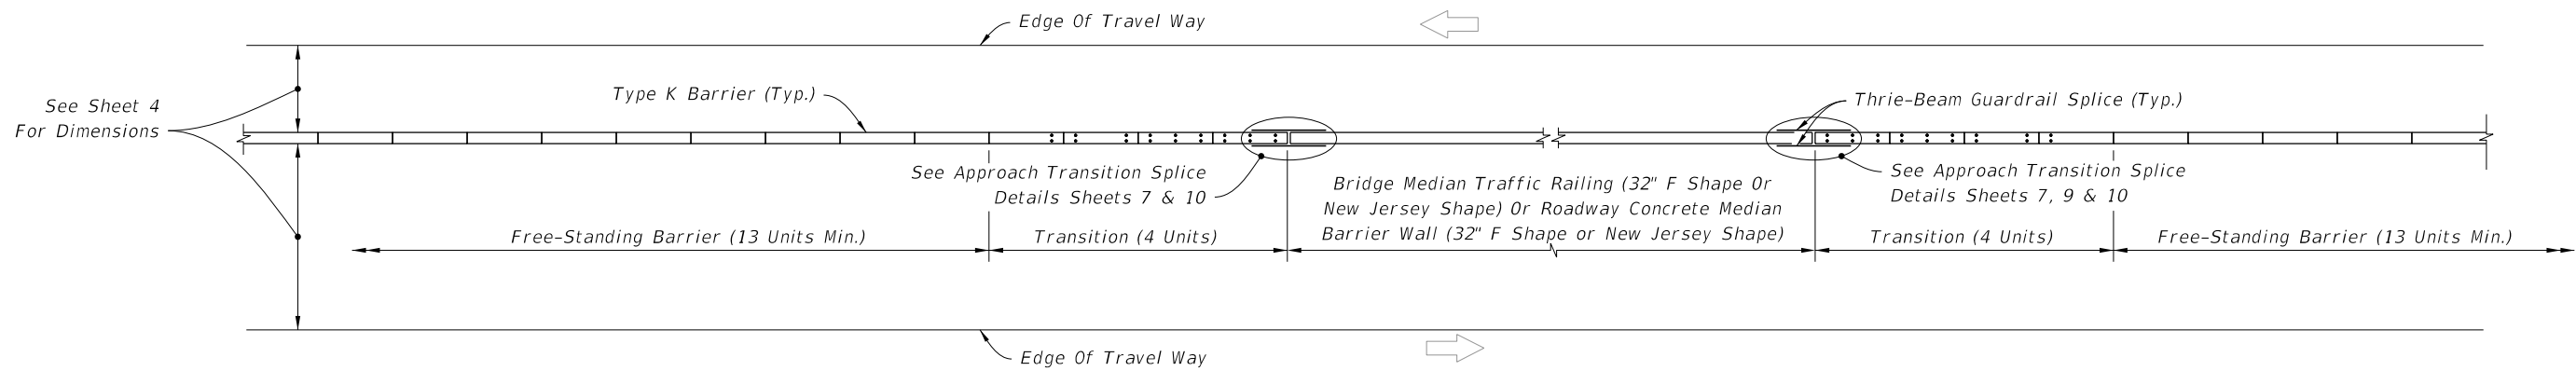 Edge Of Travel Way
See Sheet 4
For Dimensions
Type K Barrier (Typ.)
Thrie-Beam Guardrail Splice (Typ.)
See Approach Transition Splice
Details Sheets 7 & 10
Bridge Median Traffic Railing (32" F Shape Or
New Jersey Shape) Or Roadway Concrete Median
Barrier Wall (32" F Shape or New Jersey Shape)
See Approach Transition Splice
Details Sheets 7, 9 & 10
Free-Standing Barrier (13 Units Min.)
Transition (4 Units)
Transition (4 Units)
Free-Standing Barrier (13 Units Min.)
Edge Of Travel Way